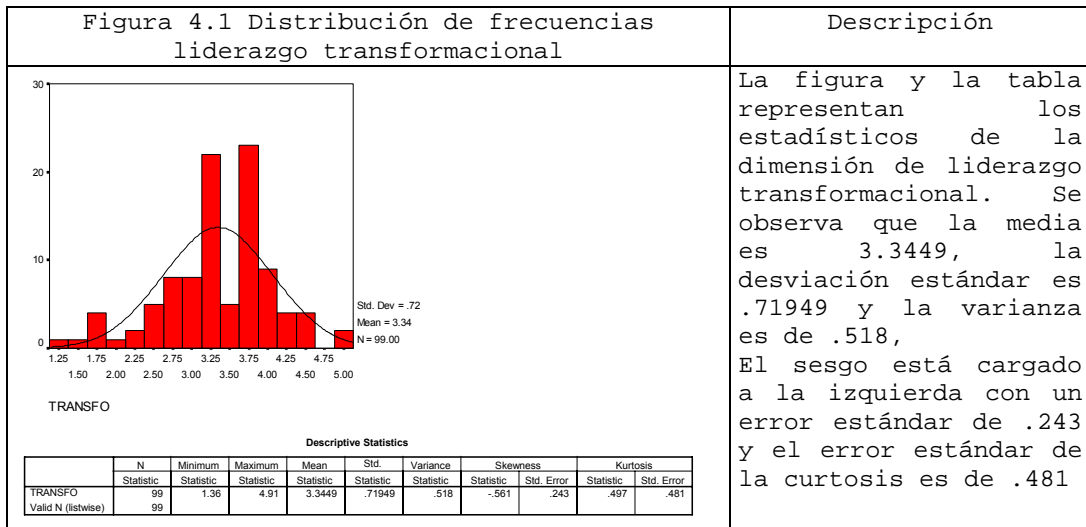 Figura 4.1 Distribución de frecuencias
liderazgo transformacional
Descripción
30
20
10
0
Std. Dev = .72
Mean = 3.34
N = 99.00
1.25 1.75 2.25 2.75 3.25 3.75 4.25 4.75
1.50 2.00 2.50 3.00 3.50 4.00 4.50 5.00
TRANSFO
Descriptive Statistics
N Minimum Maximum Mean Std. Variance Skewness Kurtosis
Statistic Statistic Statistic Statistic Statistic Statistic Statistic Std. Error Statistic Std. Error
TRANSFO 99 1.36 4.91 3.3449 .71949 .518 -.561 .243 .497 .481
Valid N (listwise) 99
La figura y la tabla
representan los
estadísticos de la
dimensión de liderazgo
transformacional. Se
observa que la media
es 3.3449, la
desviación estándar es
.71949 y la varianza
es de .518,
El sesgo está cargado
a la izquierda con un
error estándar de .243
y el error estándar de
la curtosis es de .481